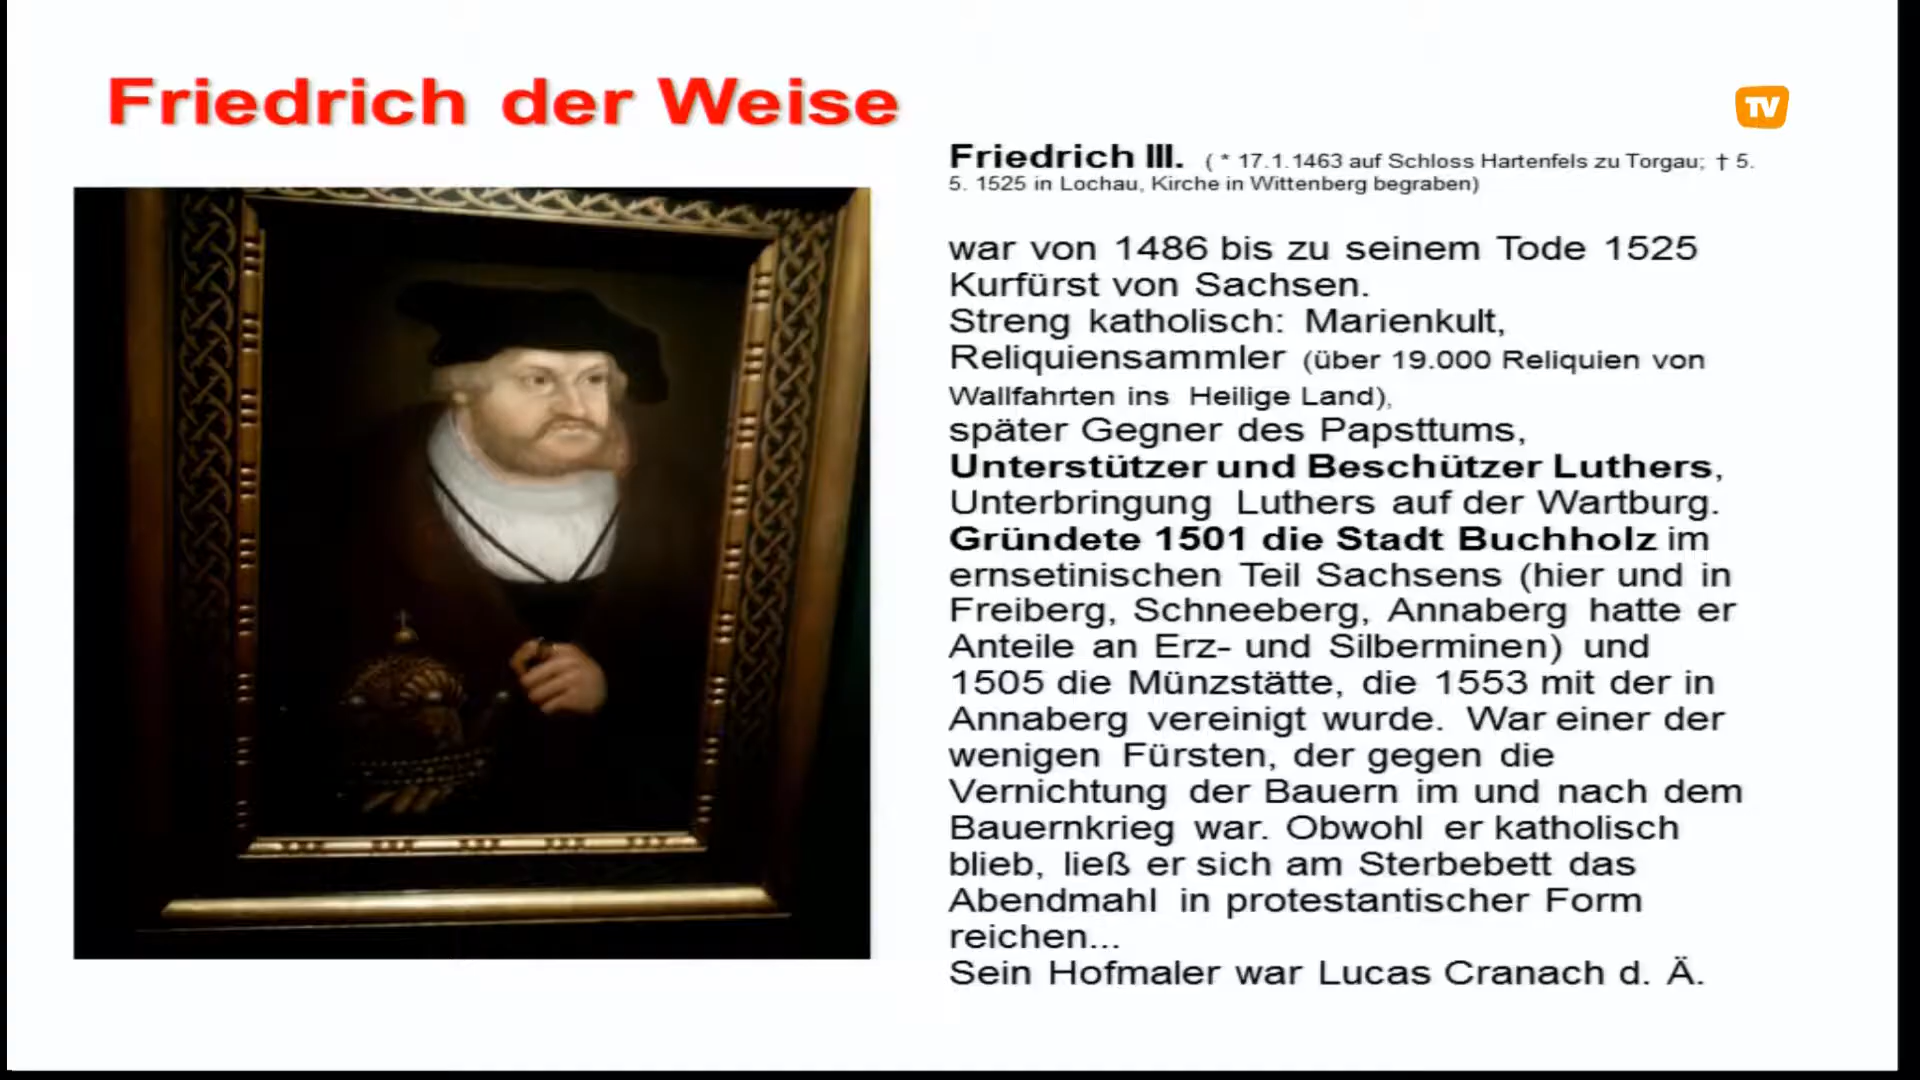 Friedrich der Weise
TV
Friedrich III. ( * 17.1.1463 auf Schloss Hartenfels zu Torgau; † 5.
5. 1525 in Lochau, Kirche in Wittenberg begraben)
war von 1486 bis zu seinem Tode 1525
Kurfürst von Sachsen.
Streng katholisch: Marienkult,
Reliquiensammler (über 19.000 Reliquien von
Wallfahrten ins Heilige Land),
später Gegner des Papsttums,
Unterstützer und Beschützer Luthers,
Unterbringung Luthers auf der Wartburg.
Gründete 1501 die Stadt Buchholz im
ernsetinischen Teil Sachsens (hier und in
Freiberg, Schneeberg, Annaberg hatte er
Anteile an Erz- und Silberminen) und
1505 die Münzstätte, die 1553 mit der in
Annaberg vereinigt wurde. War einer der
wenigen Fürsten, der gegen die
Vernichtung der Bauern im und nach dem
Bauernkrieg war. Obwohl er katholisch
blieb, ließ er sich am Sterbebett das
Abendmahl in protestantischer Form
reichen...
Sein Hofmaler war Lucas Cranach d. Ä.